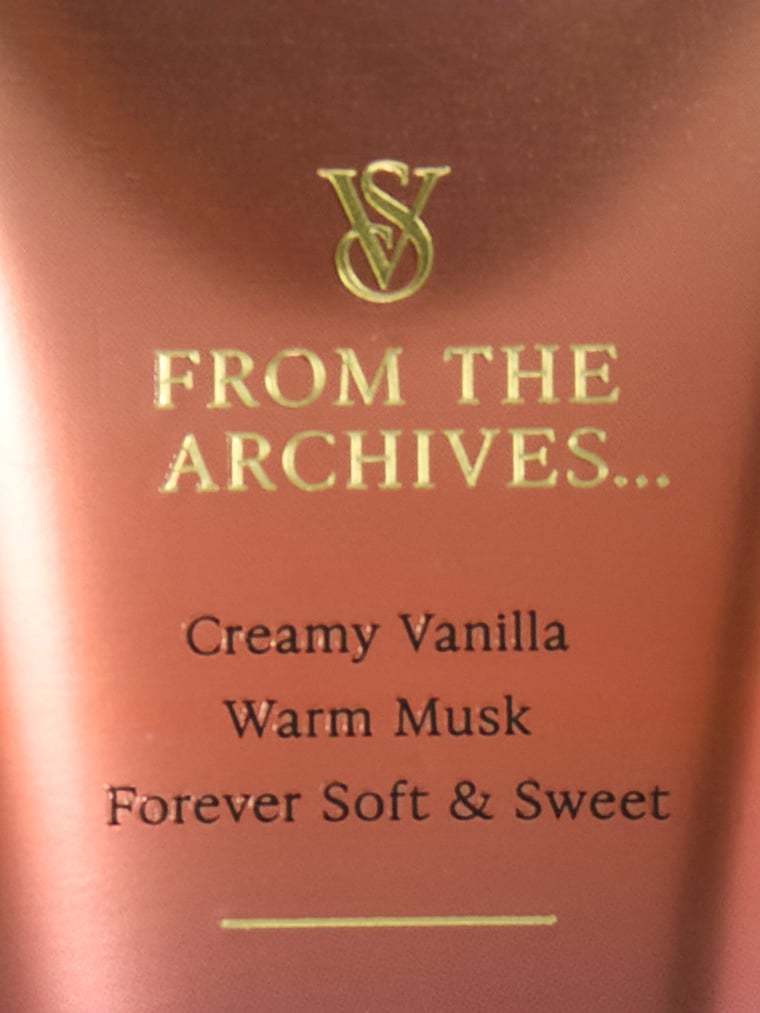 VS
FROM THE
ARCHIVES...
Creamy Vanilla
Warm Musk
Forever Soft & Sweet